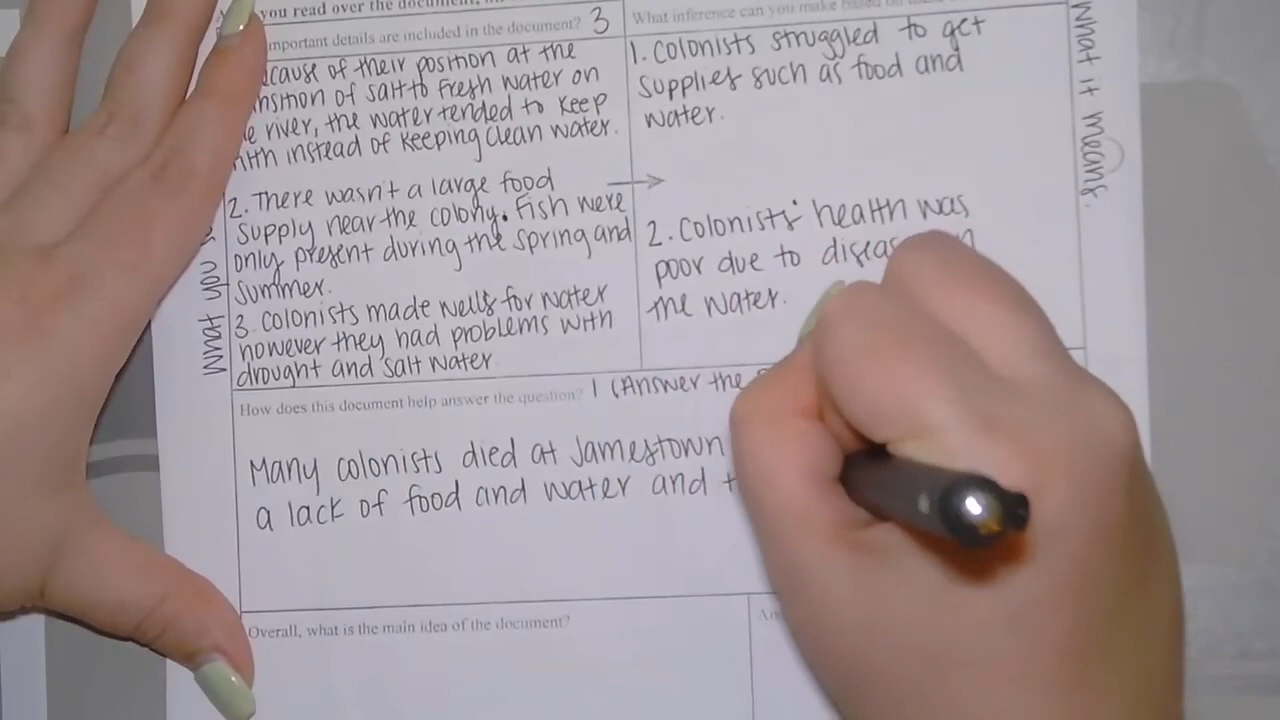 you read over the document,
mportant details are included in the document? 3
cause of their position at the
nsition of salt to fresh water on
e river, the water tended to keep
instead of keeping clean water.
2. There wasn't a large food
supply near the colony. Fish were
only present during the spring and
summer.
3. colonists made wells for water
however they had problems with
drought and salt water
What inference can you make based on
1. Colonists struggled to get
supplies such as food and
water.
2. Colonists' health was
poor due to disease in
the water.
what it means.
How does this document help answer the question? 1 (Answer the
Many colonists died at Jamestown
a lack of food and water and
Overall, what is the main idea of the document?